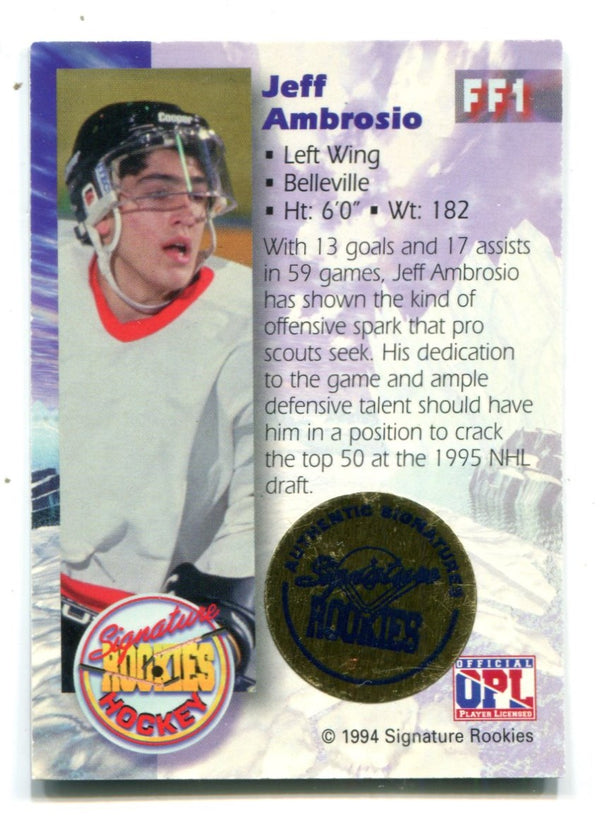 Jeff
Ambrosio
FF1
▪ Left Wing
▪ Belleville
▪ Ht: 6'0" ▪ Wt: 182
With 13 goals and 17 assists
in 59 games, Jeff Ambrosio
has shown the kind of
offensive spark that pro
scouts seek. His dedication
to the game and ample
defensive talent should have
him in a position to crack
the top 50 at the 1995 NHL
draft.
Cooper
AUTHENTIC SIGNATURES
Signature
ROOKIES
Signature
ROOKIES
HOCKEY
OFFICIAL
OPL
PLAYER LICENSED
© 1994 Signature Rookies